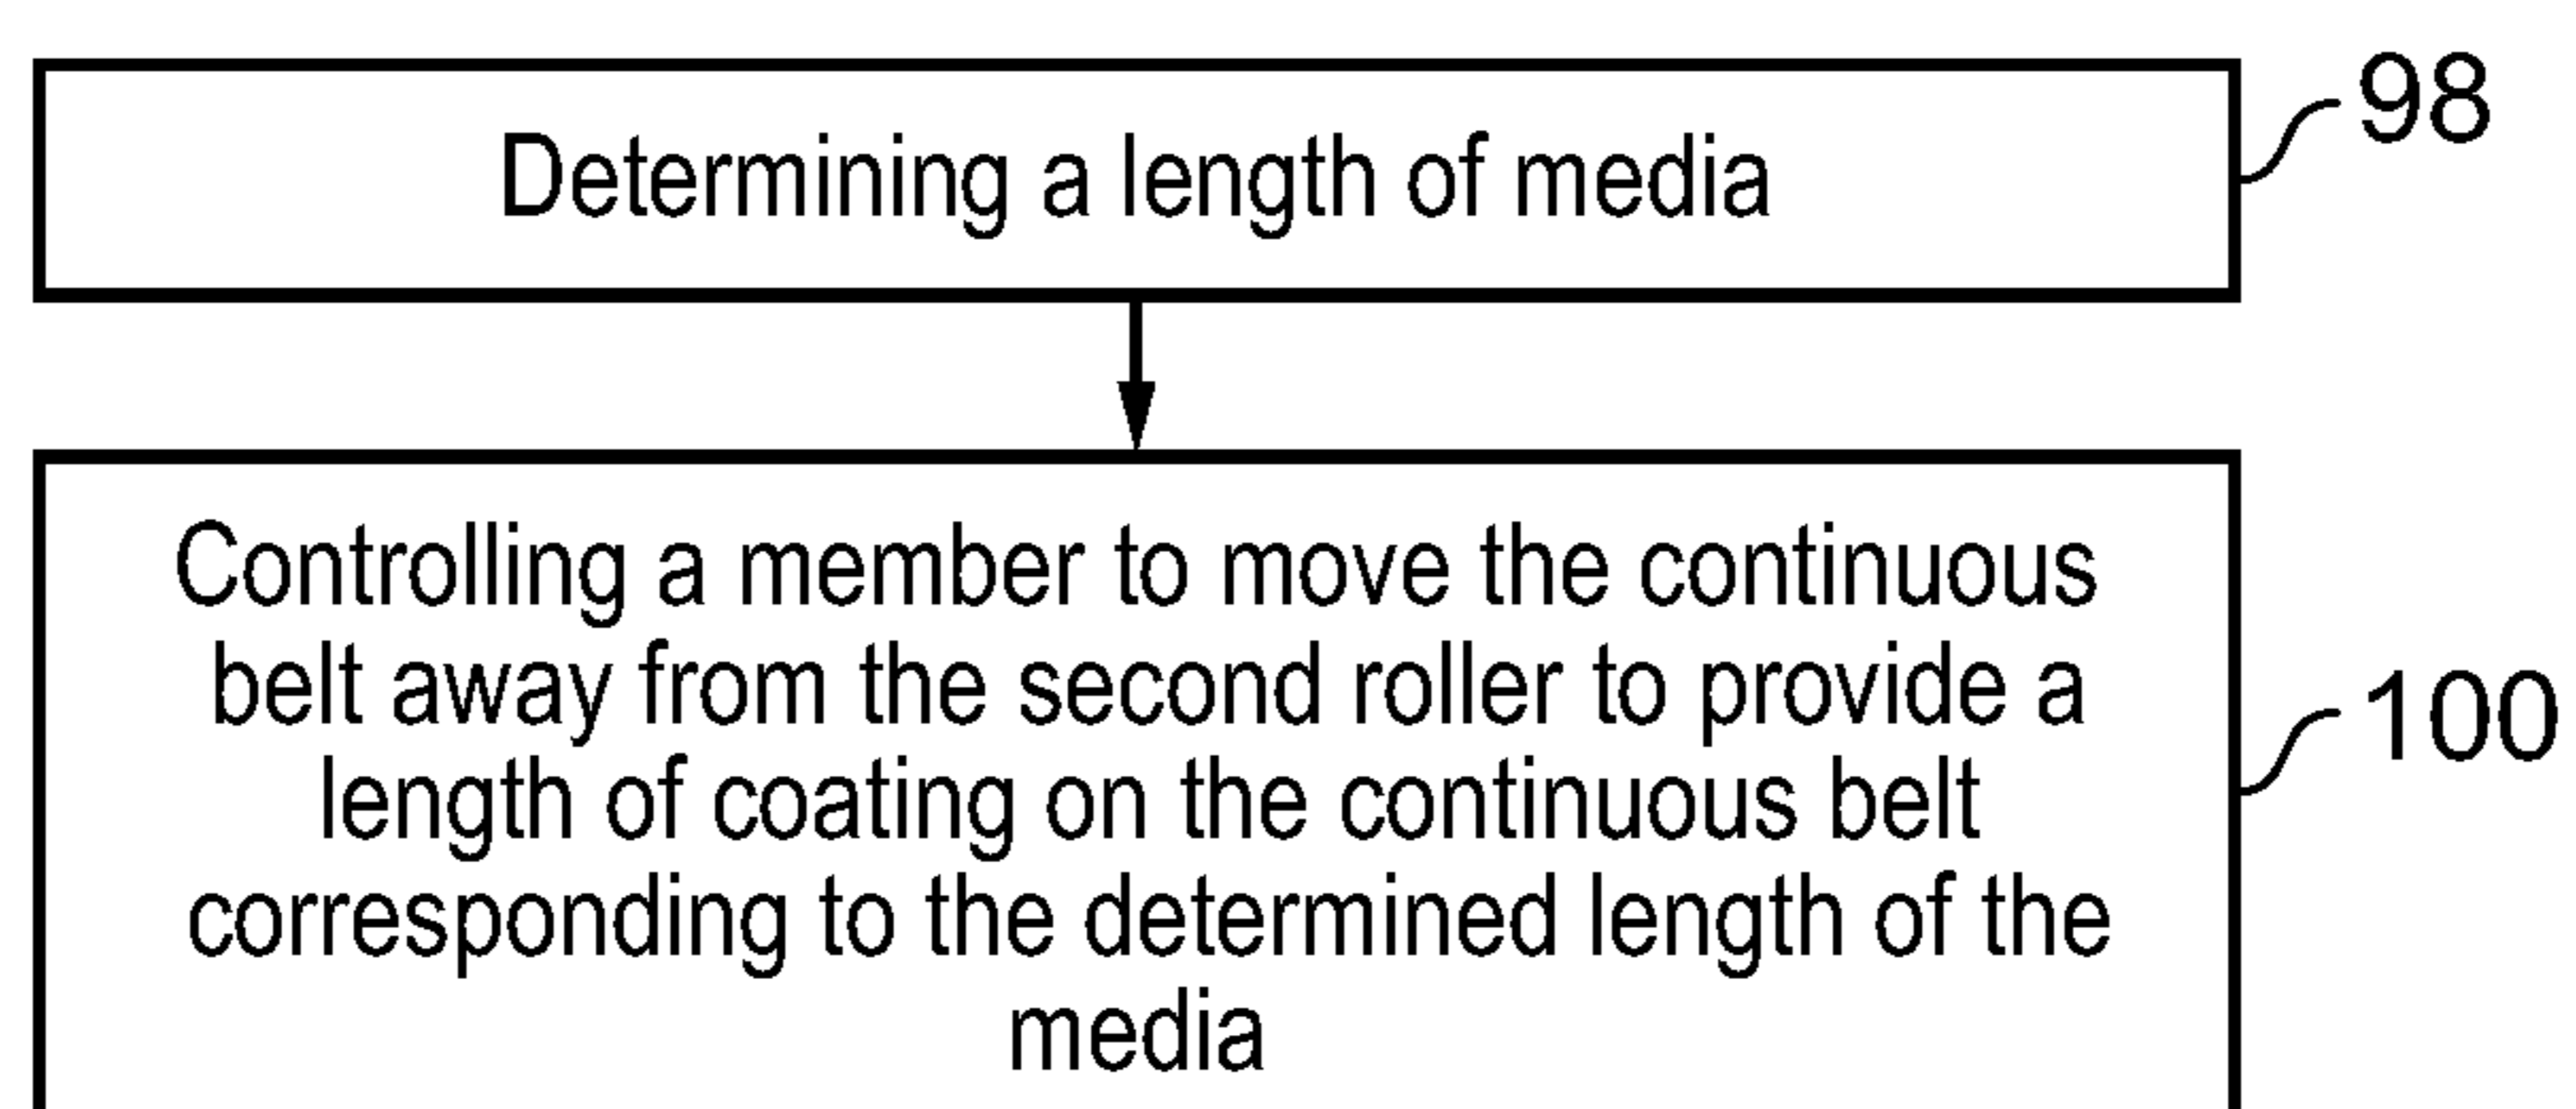 98
Determining a length of media
Controlling a member to move the continuous
belt away from the second roller to provide a
length of coating on the continuous belt
corresponding to the determined length of the
media
100